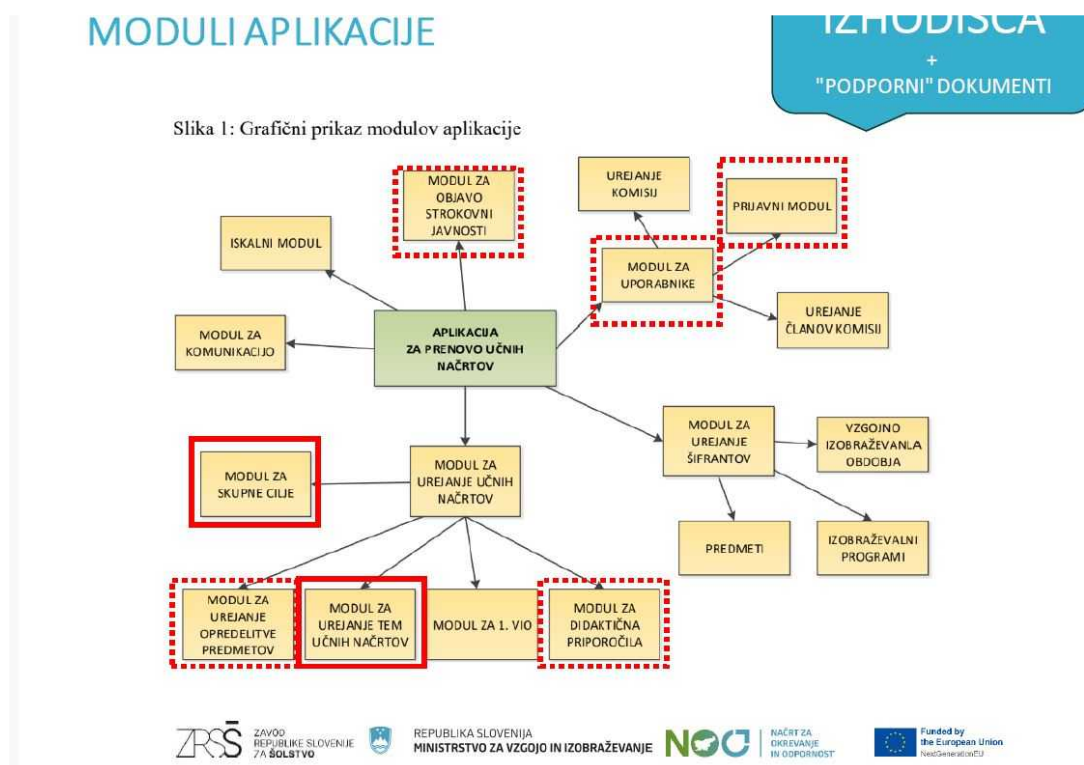 MODULI APLIKACIJE
IZHODIŠČA
+
"PODPORNI" DOKUMENTI
Slika 1: Grafični prikaz modulov aplikacije
MODUL ZA
OBJAVO
STROKOVNI
JAVNOSTI
UREJANJE
KOMISIJ
PRIJAVNI MODUL
ISKALNI MODUL
MODUL ZA
UPORABNIKE
MODUL ZA
KOMUNIKACIJO
APLIKACIJA
ZA PRENOVO UČNIH
NAČRTOV
UREJANJE
ČLANOV KOMISIJ
MODUL ZA
SKUPNE CILJE
MODUL ZA
UREJANJE UČNIH
NAČRTOV
MODUL ZA
UREJANJE
ŠIFRANTOV
VZGOJNO
IZOBRAŽEVANLA
OBDOBJA
PREDMETI
IZOBRAŽEVALNI
PROGRAMI
MODUL ZA
UREJANJE
OPREDELITVE
PREDMETOV
MODUL ZA
UREJANJE TEM
UČNIH NAČRTOV
MODUL ZA 1. VIO
MODUL ZA
DIDAKTIČNA
PRIPOROČILA
ZRSŠ
ZAVOD
REPUBLIKE SLOVENIJE
ZA ŠOLSTVO
REPUBLIKA SLOVENIJA
MINISTRSTVO ZA VZGOJO IN IZOBRAŽEVANJE
NOO
NAČRT ZA
OKREVANJE
IN ODPORNOST
Funded by
the European Union
NextGenerationEU